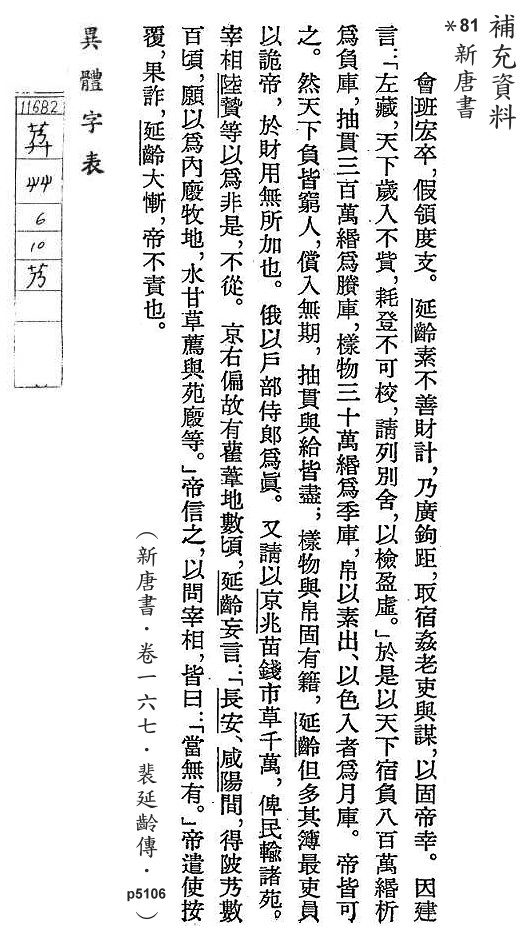 補充資料
*81 新唐書
會班宏卒，假領度支。延齡素不善財計，乃廣鉤距，取宿姦老吏與謀，以固帝幸。因建
言：「左藏，天下歲入不貲，耗登不可校，請列別舍，以檢盈虛。」於是以天下宿負八百萬緡析
爲負庫，抽貫三百萬緡爲賸庫，樣物三十萬緡爲季庫，帛以素出、以色入者爲月庫。帝皆可
之。然天下負皆窮人，償入無期，抽貫與給皆盡；樣物與帛固有籍，延齡但多其簿最吏員
以詭帝，於財用無所加也。俄以戶部侍郎爲眞。又請以京兆苗錢市草千萬，俾民輸諸苑。
宰相陸贄等以爲非是，不從。京右偏故有藿葦地數頃，延齡妄言：「長安、咸陽間，得陂艿數
百頃，願以爲內廄牧地，水甘草薦與苑廄等。」帝信之，以問宰相，皆曰：「當無有。」帝遣使按
覆，果詐，延齡大慚，帝不責也。
（新唐書．卷一六七．裴延齡傳．p5106）
異體字表
11682
艸
6
10
艿